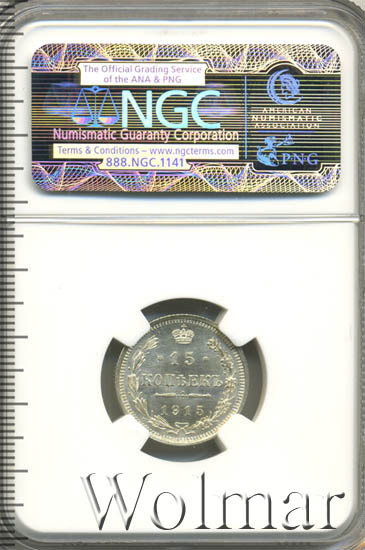 The Official Grading Service
of the ANA & PNG
NGC
Numismatic Guaranty Corporation
Terms & Conditions – www.ngcterms.com
888.NGC.1141
AMERICAN
NUMISMATIC
ASSOCIATION
PNG
15
КОПѢЕКЪ
1915
Wolmar